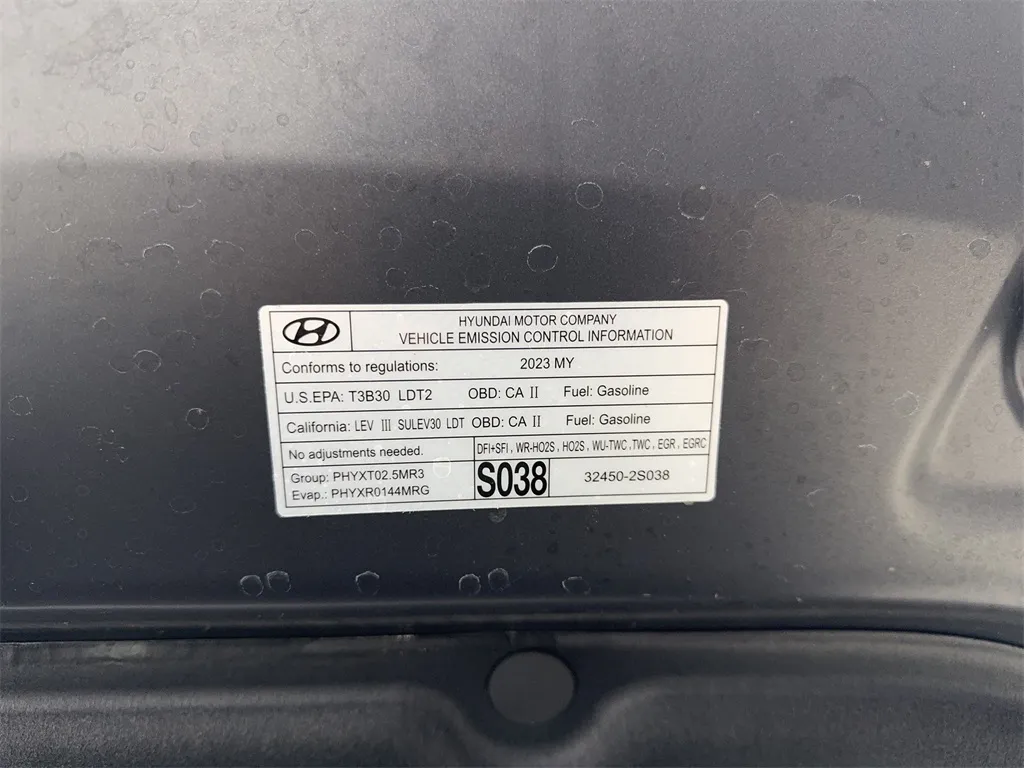 HYUNDAI MOTOR COMPANY
VEHICLE EMISSION CONTROL INFORMATION
Conforms to regulations: 2023 MY
U.S.EPA: T3B30 LDT2 OBD: CA II Fuel: Gasoline
California: LEV III SULEV30 LDT OBD: CA II Fuel: Gasoline
No adjustments needed. DFI+SFI , WR-HO2S , HO2S , WU-TWC ,TWC , EGR , EGRC
Group: PHYXT02.5MR3
Evap.: PHYXR0144MRG
S038 32450-2S038